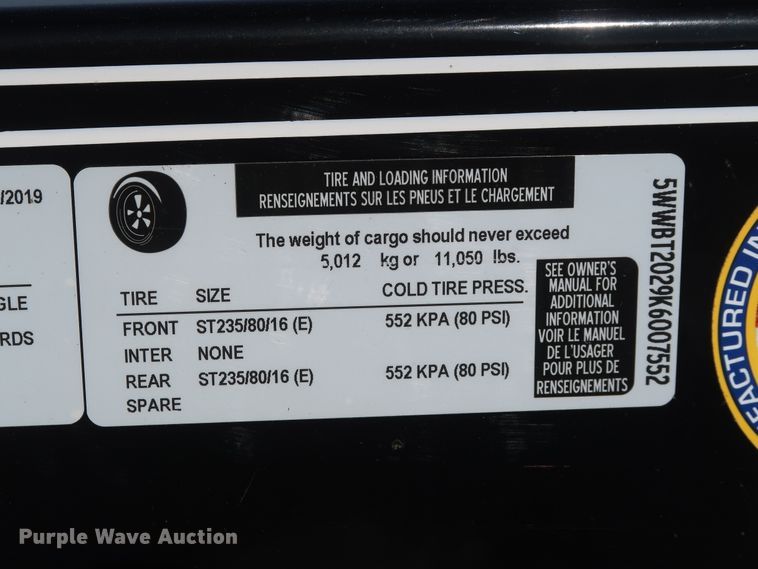 /2019
GLE
RDS
TIRE AND LOADING INFORMATION
RENSEIGNEMENTS SUR LES PNEUS ET LE CHARGEMENT
The weight of cargo should never exceed
5,012 kg or 11,050 lbs.
TIRE SIZE COLD TIRE PRESS.
FRONT ST235/80/16 (E) 552 KPA (80 PSI)
INTER NONE
REAR ST235/80/16 (E) 552 KPA (80 PSI)
SPARE
SEE OWNER'S
MANUAL FOR
ADDITIONAL
INFORMATION
VOIR LE MANUEL
DE L'USAGER
POUR PLUS DE
RENSEIGNEMENTS
5WWBT2029K6007552
FACTURED IN
Purple Wave Auction